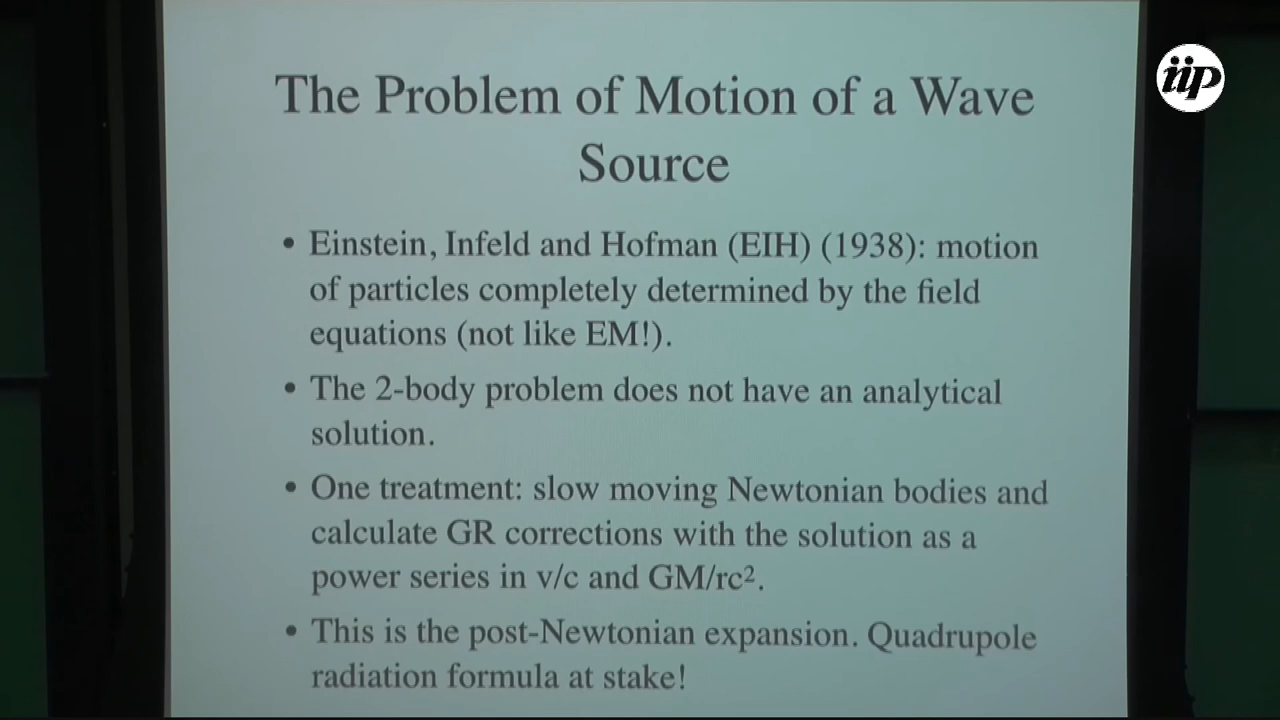 iip
The Problem of Motion of a Wave
Source
• Einstein, Infeld and Hofman (EIH) (1938): motion
of particles completely determined by the field
equations (not like EM!).
• The 2-body problem does not have an analytical
solution.
• One treatment: slow moving Newtonian bodies and
calculate GR corrections with the solution as a
power series in v/c and GM/rc².
• This is the post-Newtonian expansion. Quadrupole
radiation formula at stake!